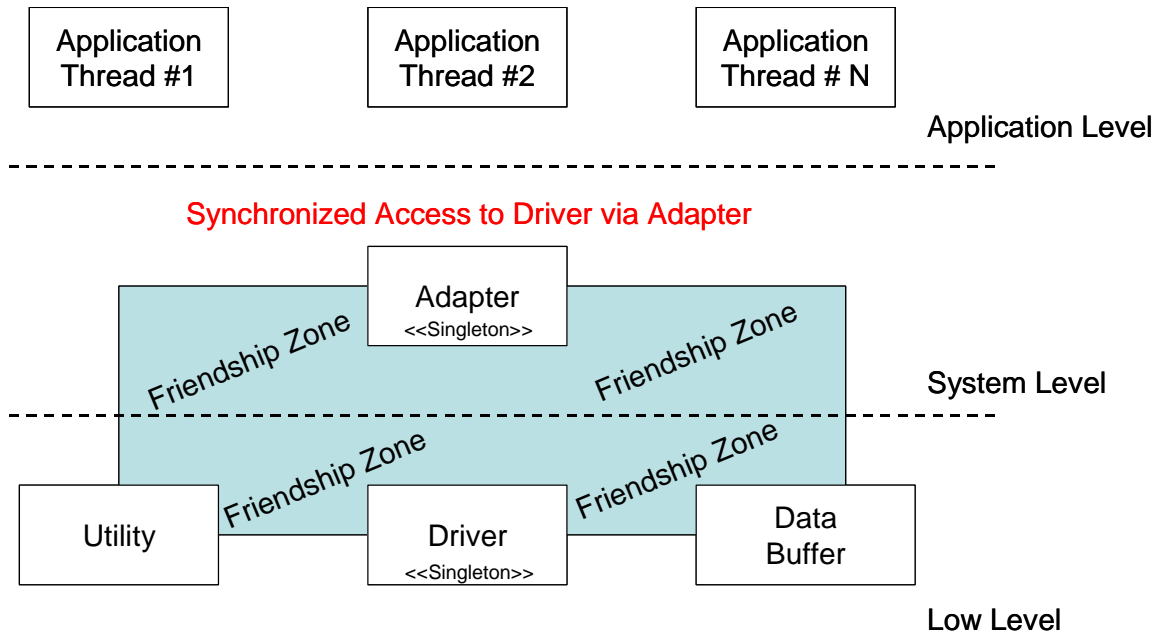 Application
Thread #1
Application
Thread #2
Application
Thread # N
Application Level
Synchronized Access to Driver via Adapter
Adapter
<<Singleton>>
Friendship Zone
Friendship Zone
System Level
Friendship Zone
Friendship Zone
Utility
Driver
<<Singleton>>
Data
Buffer
Low Level